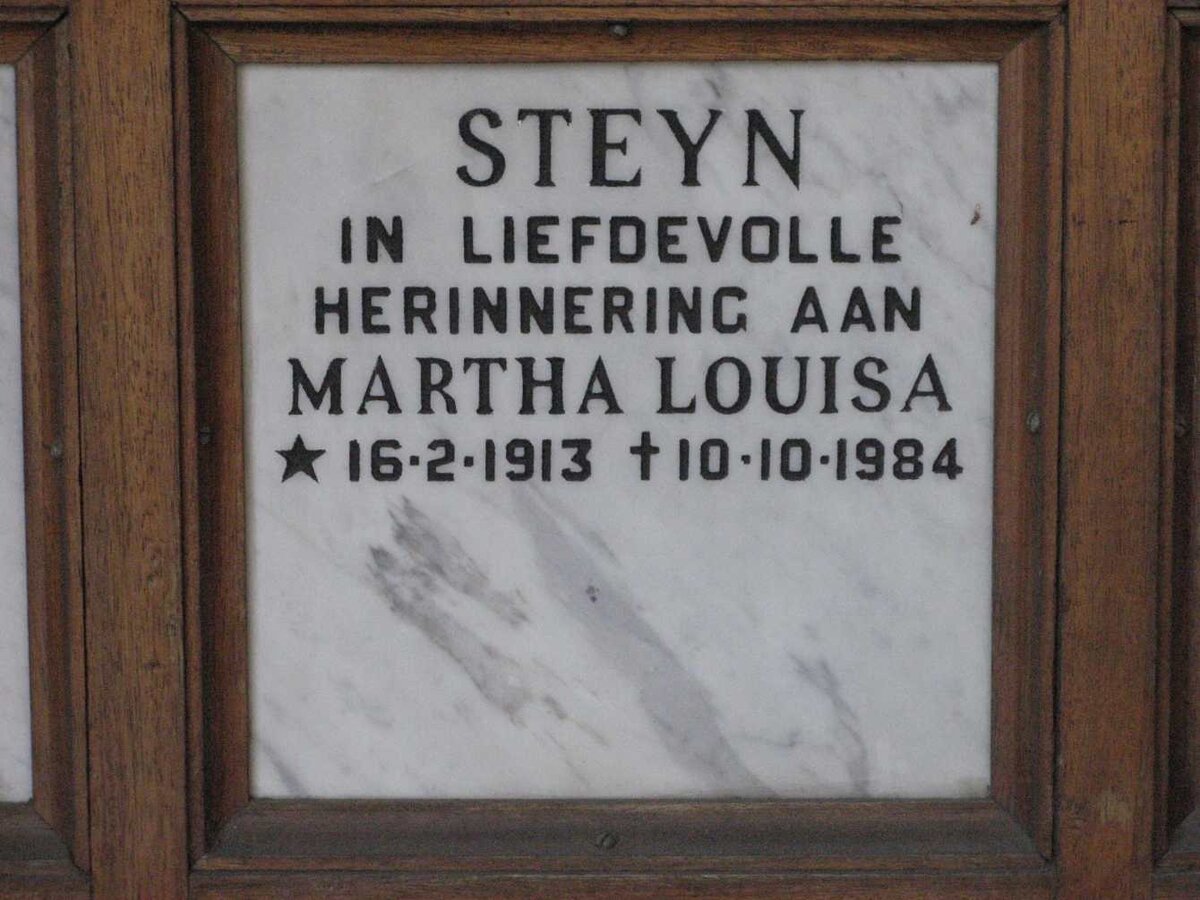 STEYN
IN LIEFDEVOLLE
HERINNERING AAN
MARTHA LOUISA
★ 16·2·1913 ✝10·10·1984